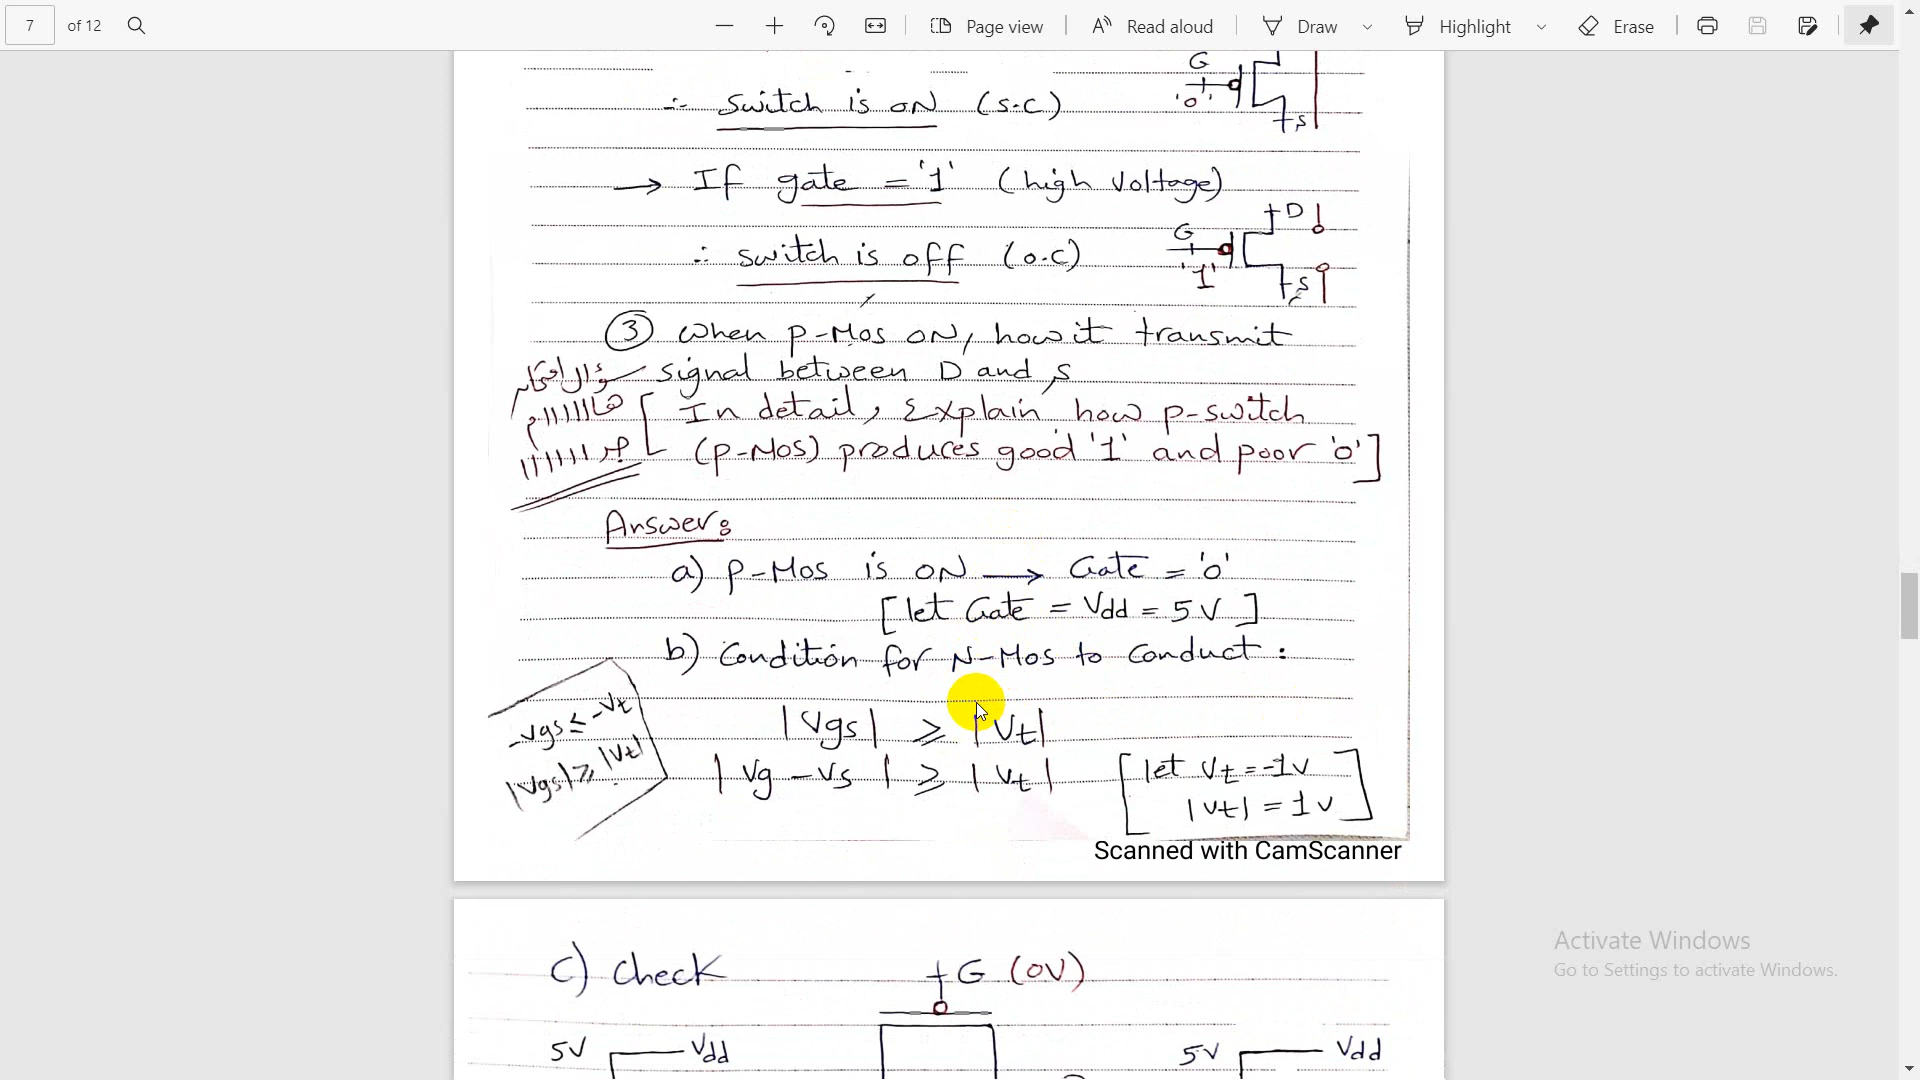 7 of 12 Page view Read aloud Draw Highlight Erase
G
'0'
S
∴ switch is ON (s.c)
→ If gate = '1' (high voltage)
D
G
'1'
S
∴ switch is off (o.c)
③ when p-Mos ON, how it transmit
signal between D and S
سؤال امتحان
هااااام
[ In detail, Explain how p-switch
(p-Mos) produces good '1' and poor '0' ]
Answer:
a) p-Mos is ON → Gate = '0'
[let Gate = Vdd = 5V]
b) Condition for N-Mos to conduct :
-Vgs ≤ -Vt
|Vgs| ≥ |Vt|
|Vgs| ≥ |Vt|
|Vg - Vs| ≥ |Vt|
[let Vt = -1v
|Vt| = 1v]
Scanned with CamScanner
c) check
G (0V)
5V Vdd
5V Vdd
Activate Windows
Go to Settings to activate Windows.